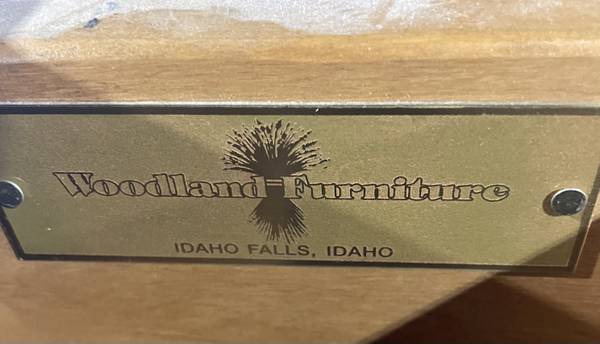 Woodland Furniture
IDAHO FALLS, IDAHO